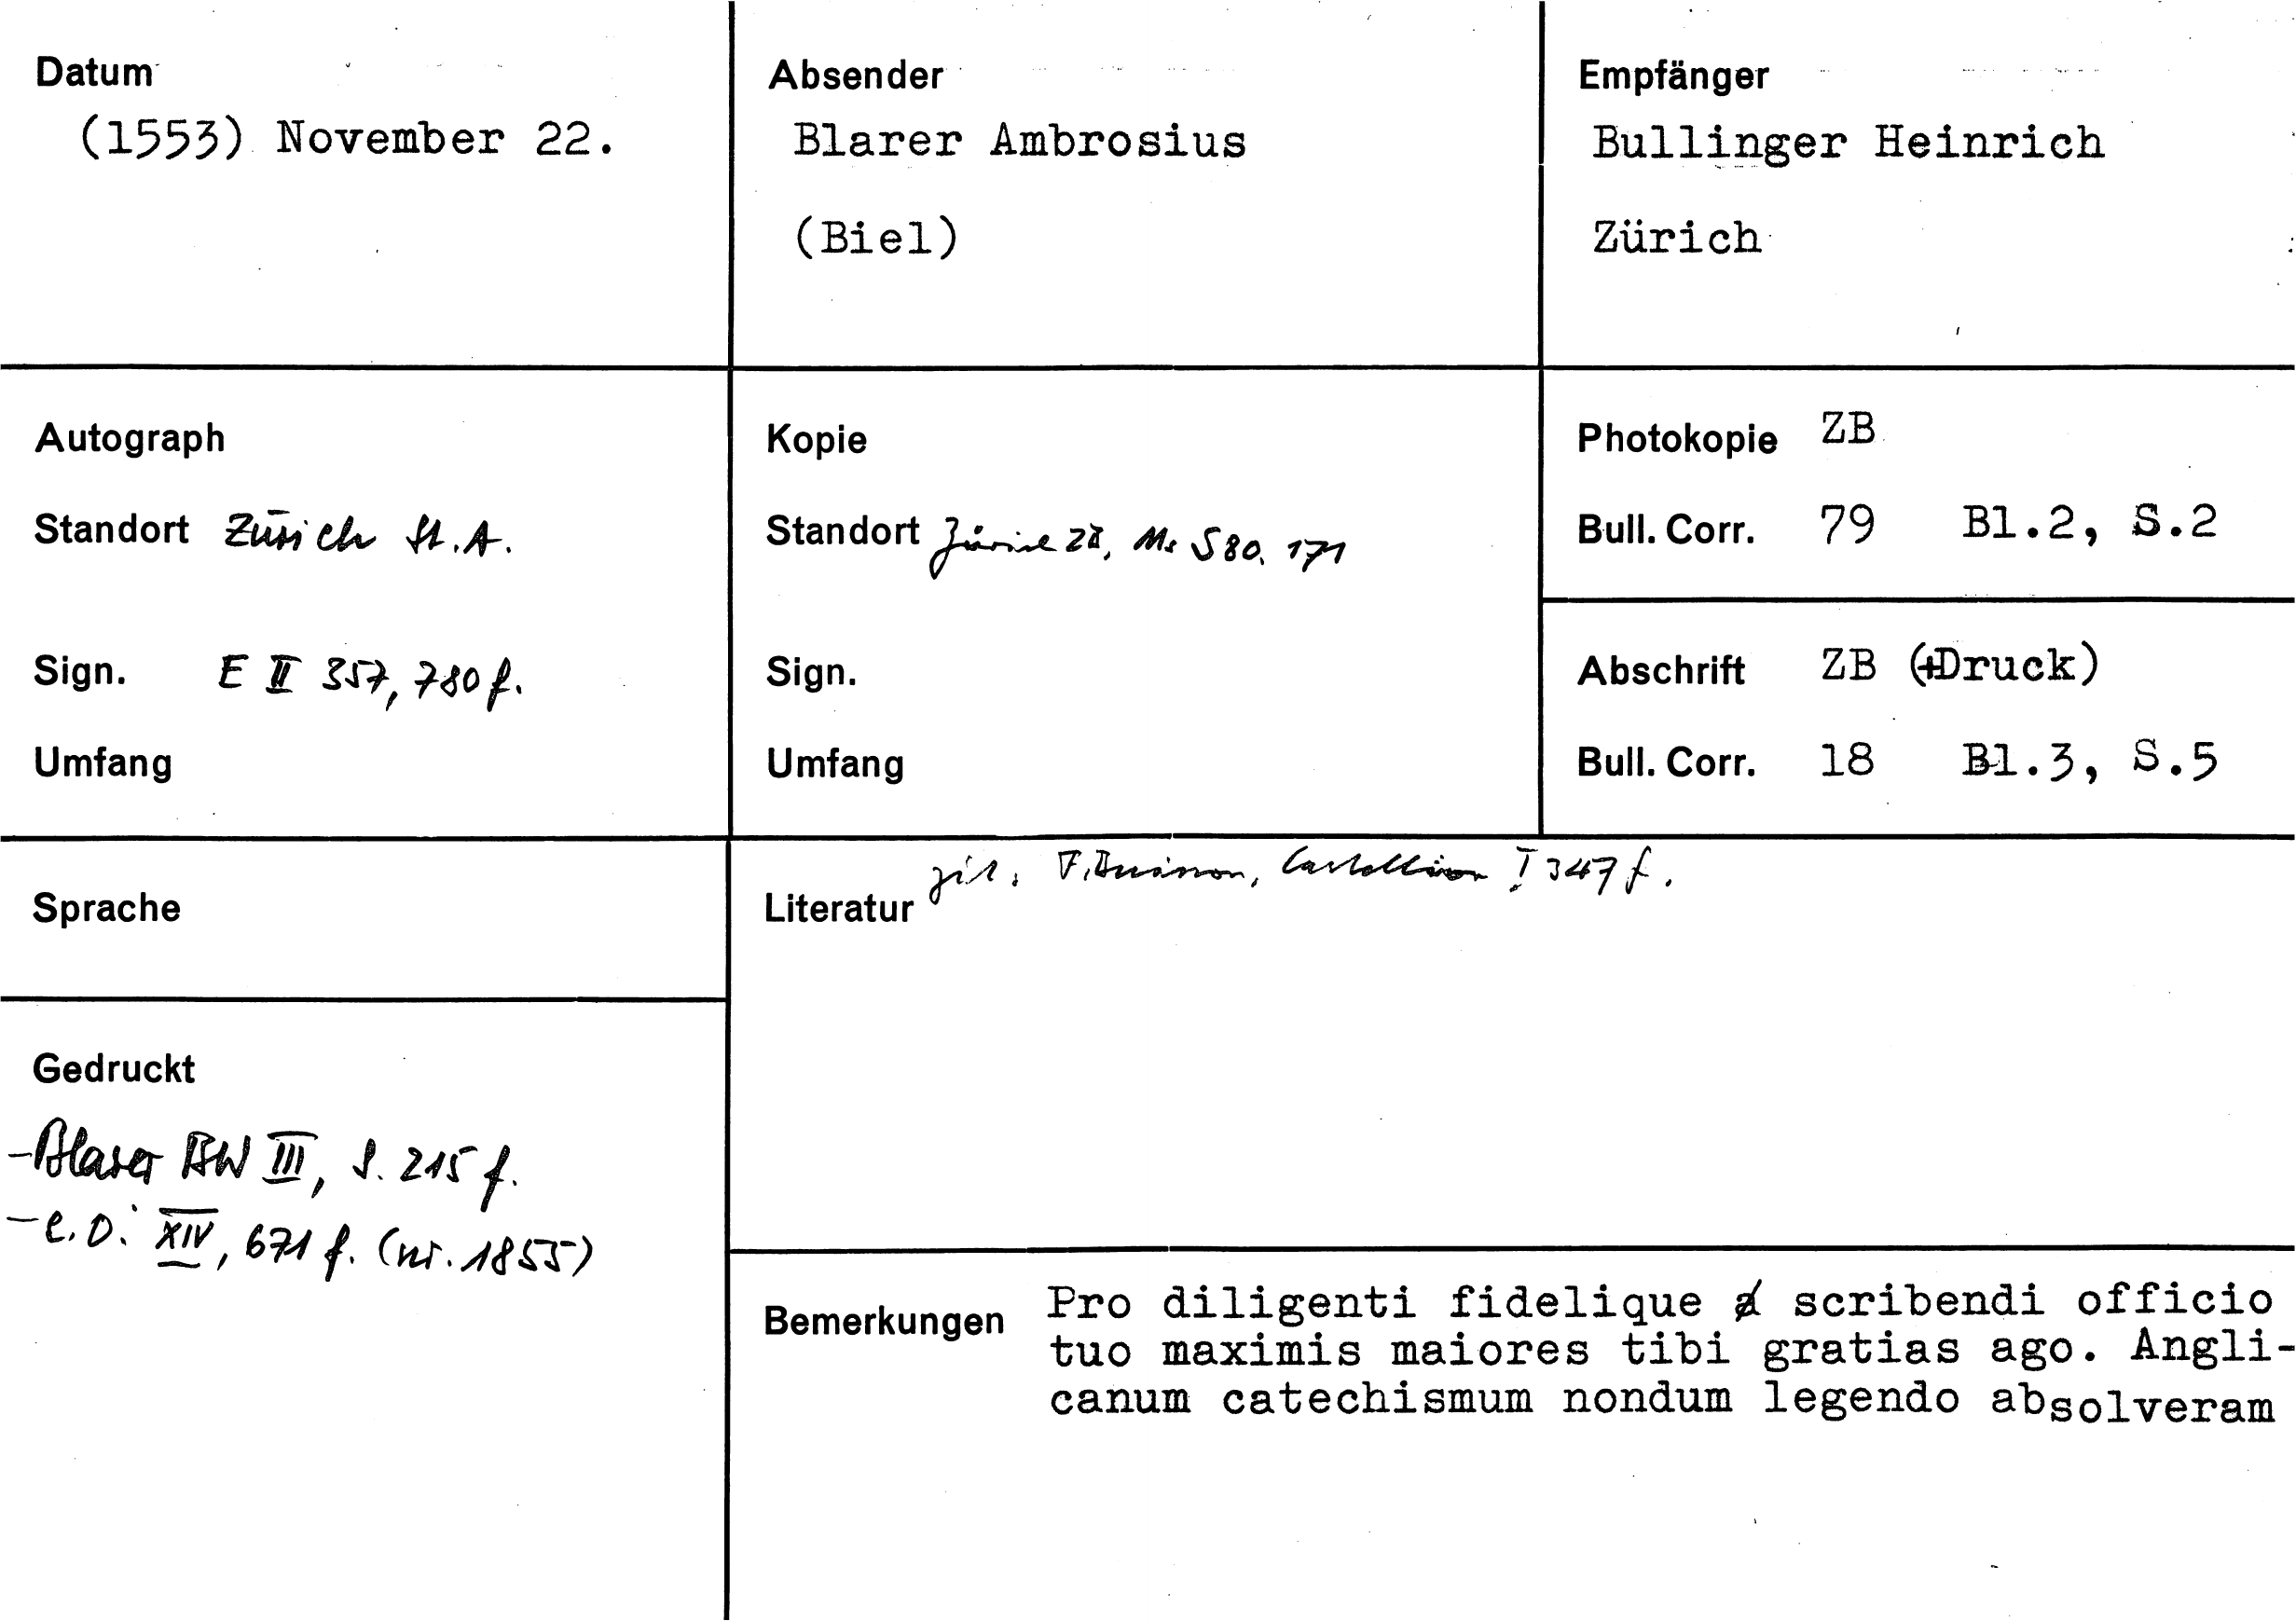 Datum
(1553) November 22.
Absender
Blarer Ambrosius
(Biel)
Empfänger
Bullinger Heinrich
Zürich
Autograph
Standort Zürich St.A.
Sign. E II 357, 780 f.
Umfang
Kopie
Standort Zürich ZB, Ms S 80, 171
Sign.
Umfang
Photokopie ZB
Bull. Corr. 79 Bl.2, S.2
Abschrift ZB (+Druck)
Bull. Corr. 18 Bl.3, S.5
Sprache
Literatur zit. F. Buisson, Castellion I 347 f.
Gedruckt
-Blarer BW III, S. 215 f.
-C.O. XIV, 671 f. (nr. 1855)
Bemerkungen Pro diligenti fidelique scribendi officio
tuo maximis maiores tibi gratias ago. Angli-
canum catechismum nondum legendo absolveram